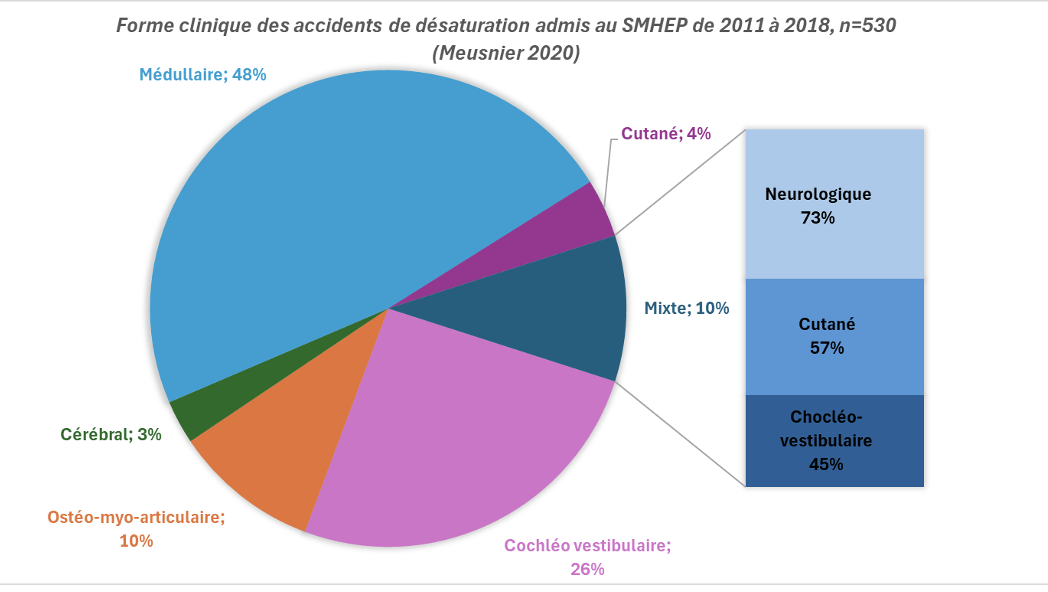 Forme clinique des accidents de désaturation admis au SMHEP de 2011 à 2018, n=530
(Meusnier 2020)
Médullaire; 48%
Cutané; 4%
Neurologique
73%
Mixte; 10%
Cutané
57%
Chocléo-
vestibulaire
45%
Cérébral; 3%
Ostéo-myo-articulaire;
10%
Cochléo vestibulaire;
26%